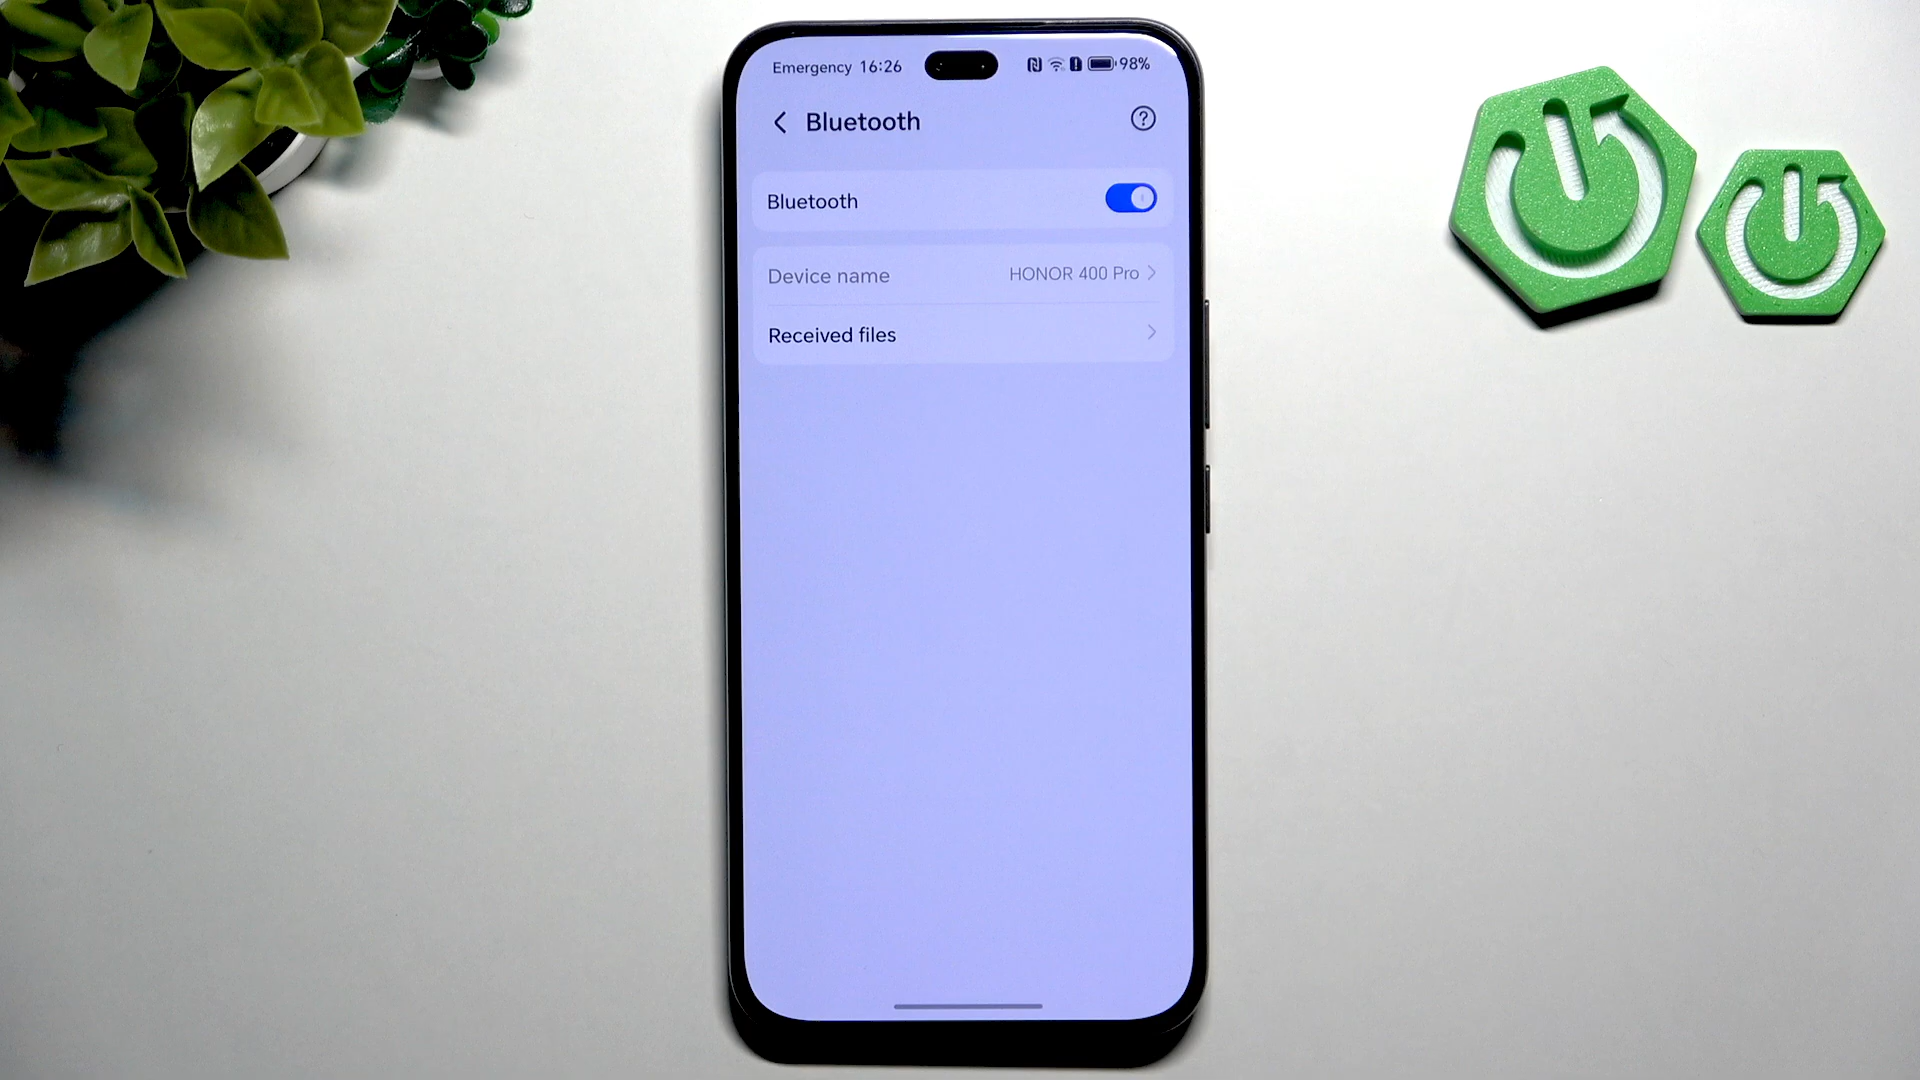 Emergency 16:26 98%
Bluetooth
Bluetooth
Device name HONOR 400 Pro
Received files